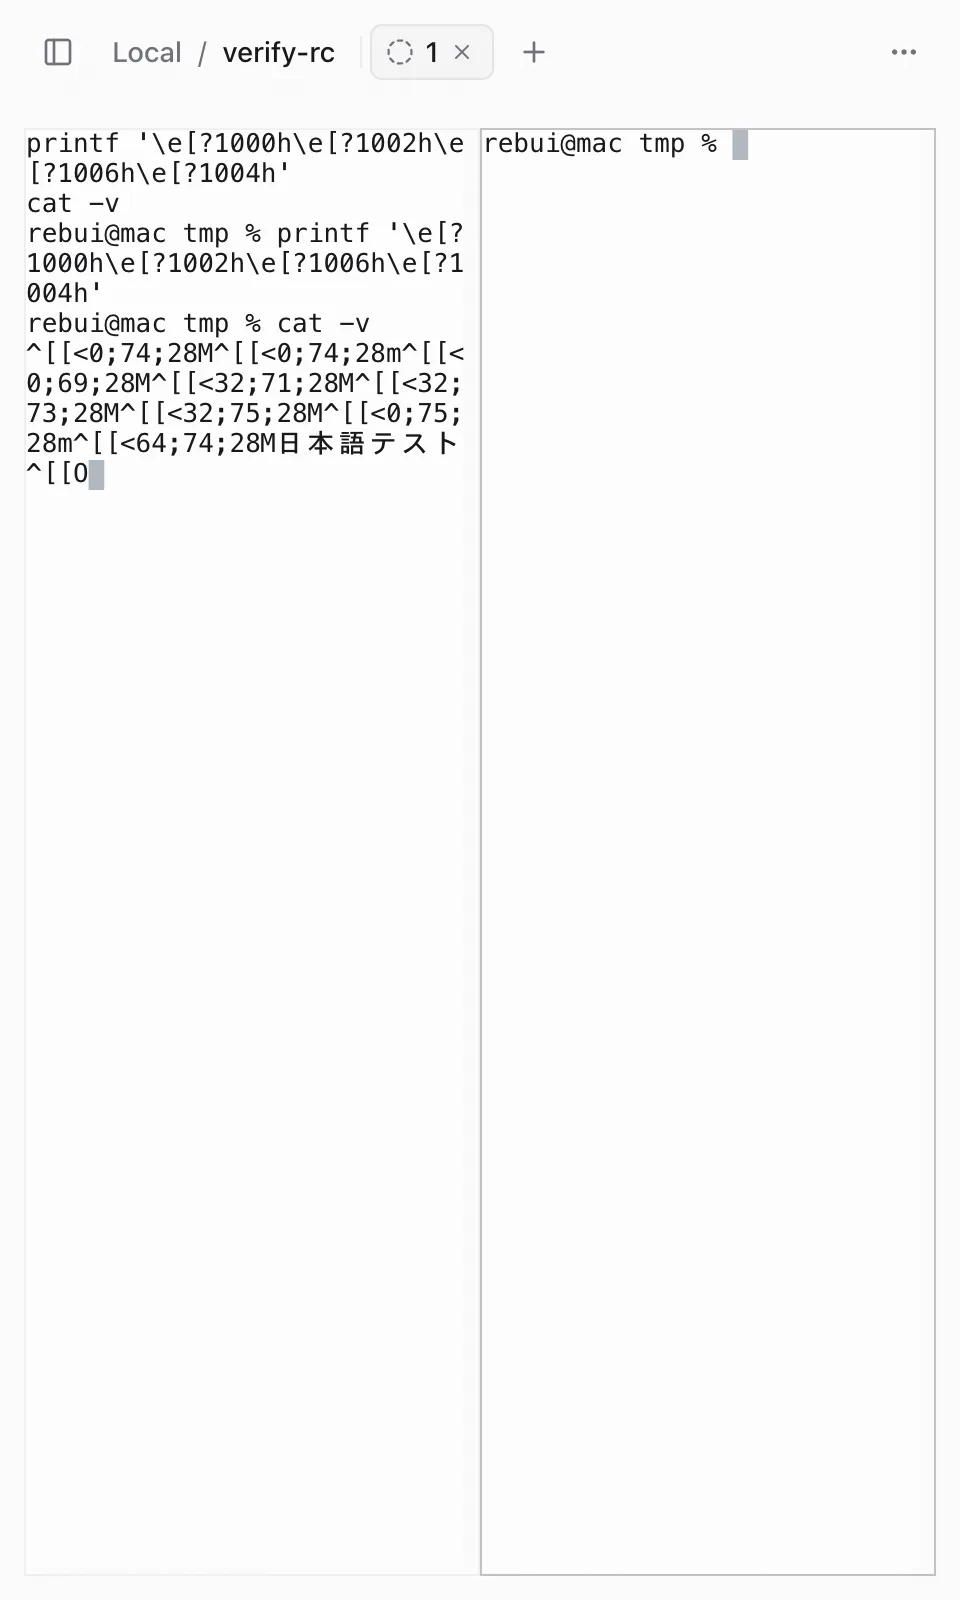 Local / verify-rc 1
printf '\e[?1000h\e[?1002h\e
[?1006h\e[?1004h'
cat -v
rebui@mac tmp % printf '\e[?
1000h\e[?1002h\e[?1006h\e[?1
004h'
rebui@mac tmp % cat -v
^[[<0;74;28M^[[<0;74;28m^[[<
0;69;28M^[[<32;71;28M^[[<32;
73;28M^[[<32;75;28M^[[<0;75;
28m^[[<64;74;28M日本語テスト
^[[O
rebui@mac tmp %